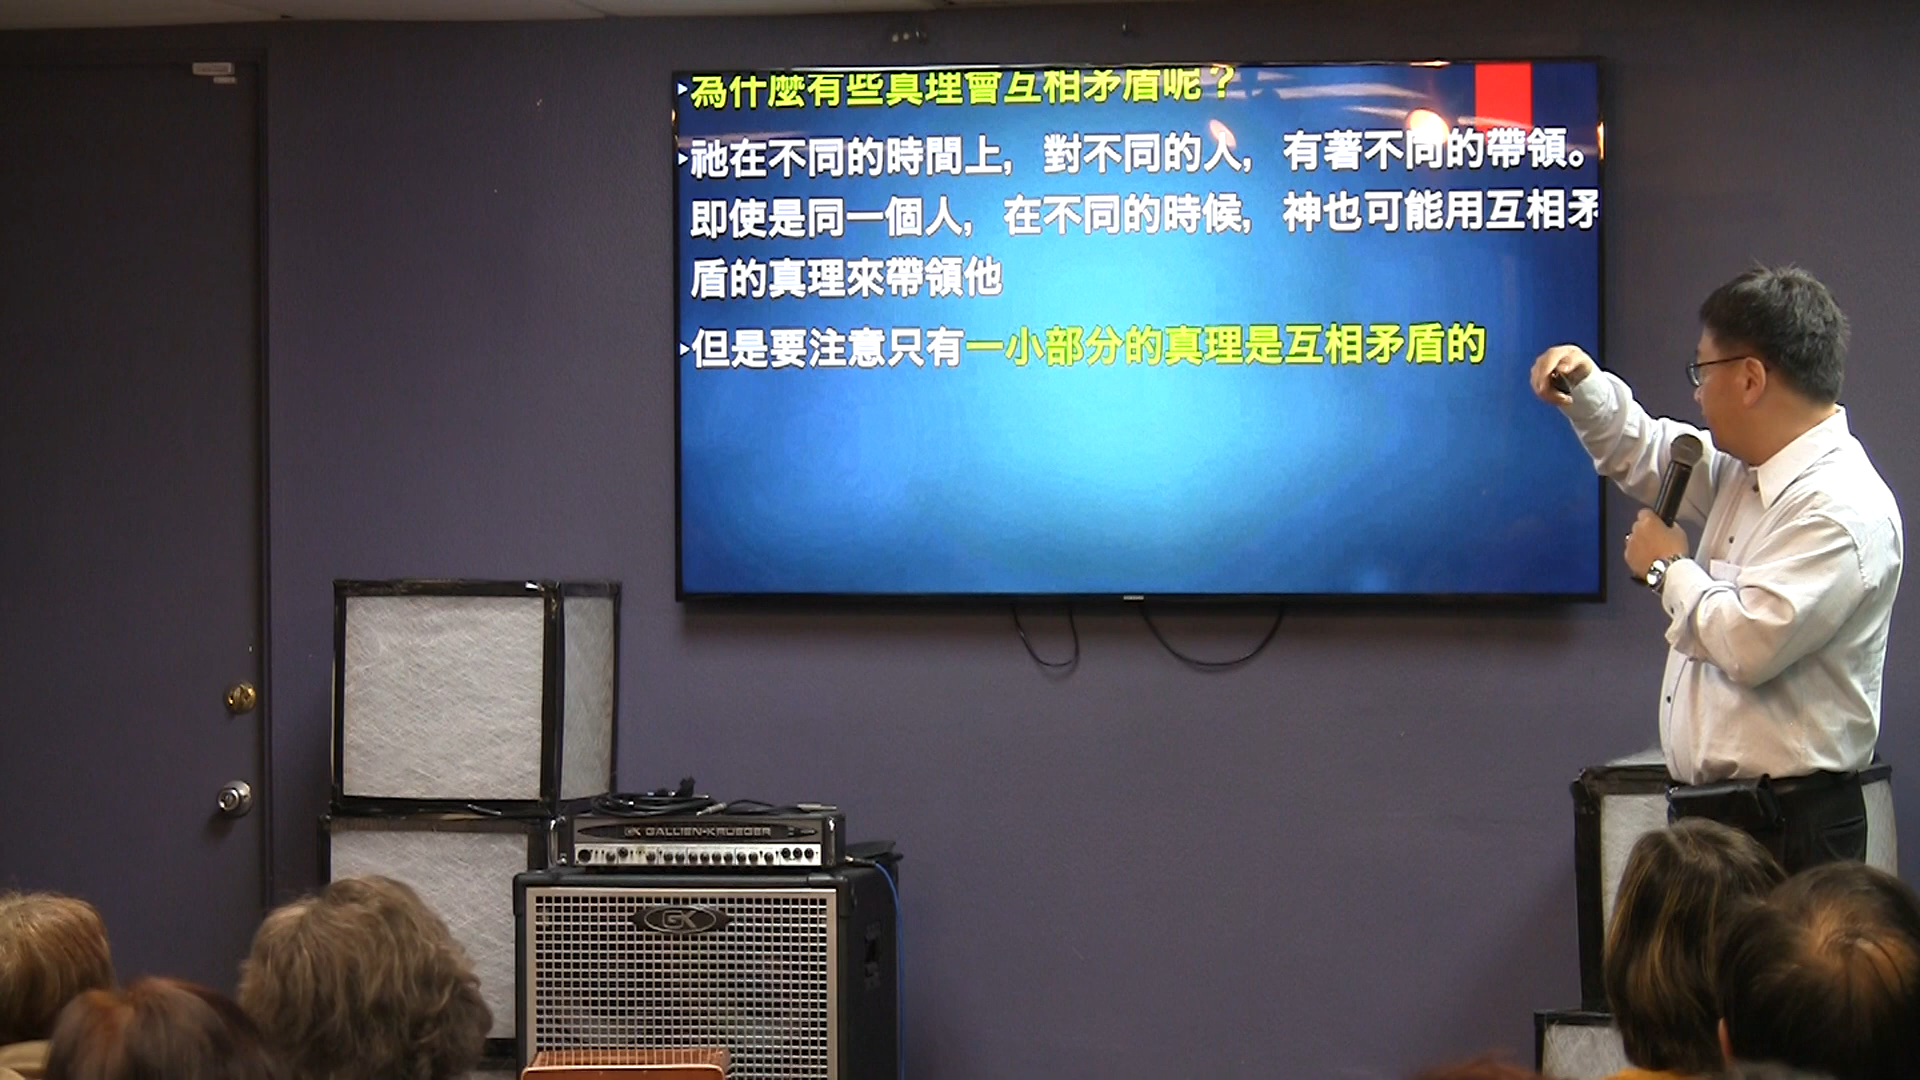 為什麼有些真理會互相矛盾呢？
祂在不同的時間上，對不同的人，有著不同的帶領。
即使是同一個人，在不同的時候，神也可能用互相矛
盾的真理來帶領他
但是要注意只有一小部分的真理是互相矛盾的
GK GALLIEN-KRUEGER
GK